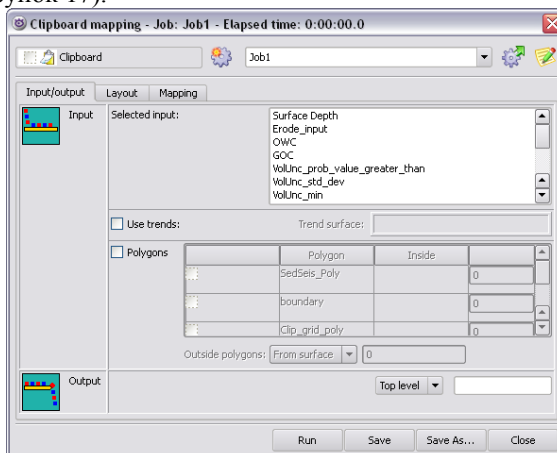 унок 17).
Clipboard mapping - Job: Job1 - Elapsed time: 0:00:00.0
Clipboard Job1
Input/output Layout Mapping
Input Selected input: Surface Depth
Erode_input
OWC
GOC
VolUnc_prob_value_greater_than
VolUnc_std_dev
VolUnc_min
Use trends: Trend surface:
Polygons Polygon Inside
SedSeis_Poly 0
boundary 0
Clip_grid_poly 0
Outside polygons: From surface 0
Output Top level
Run Save Save As... Close